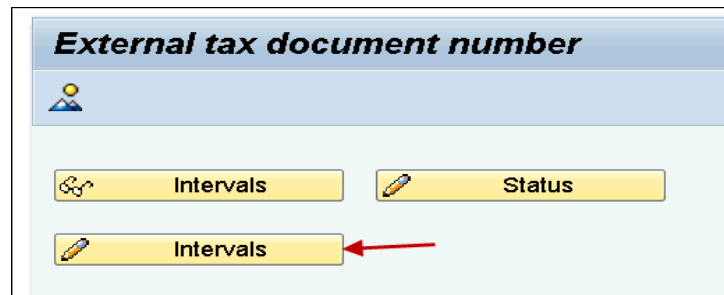 External tax document number
Intervals
Status
Intervals